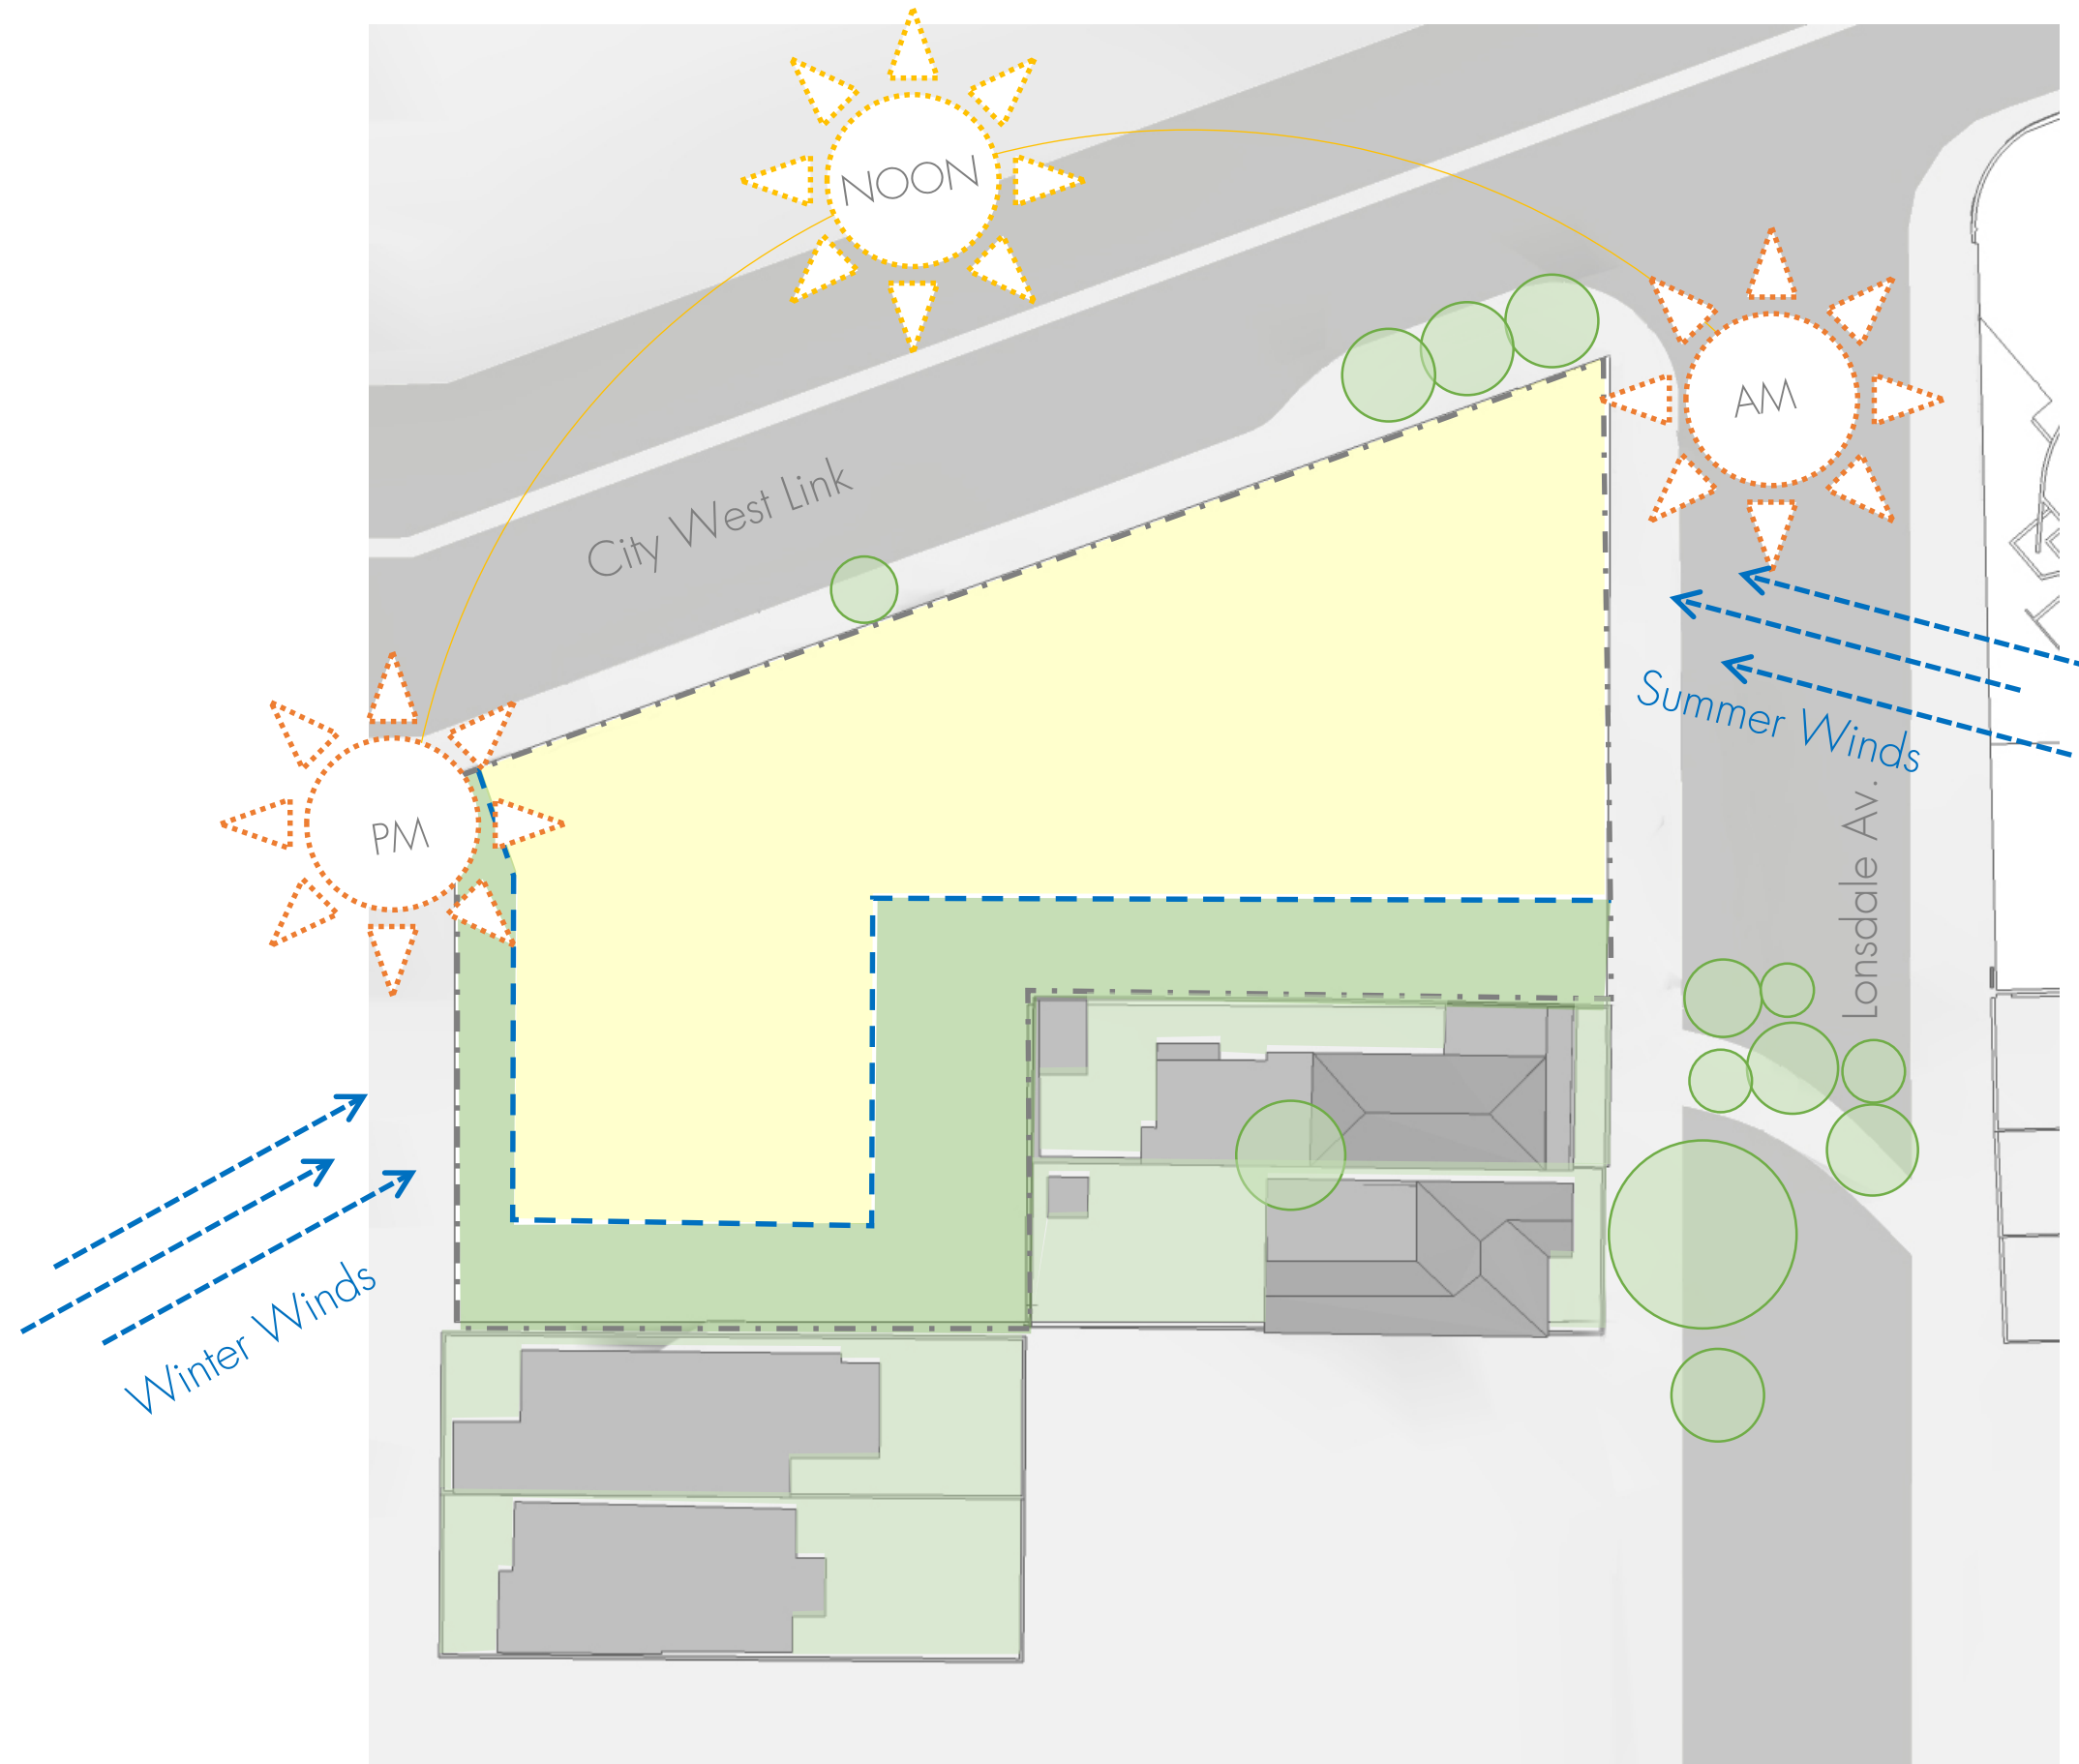 NOON
AM
City West Link
Summer Winds
PM
Lonsdale Av.
Winter Winds